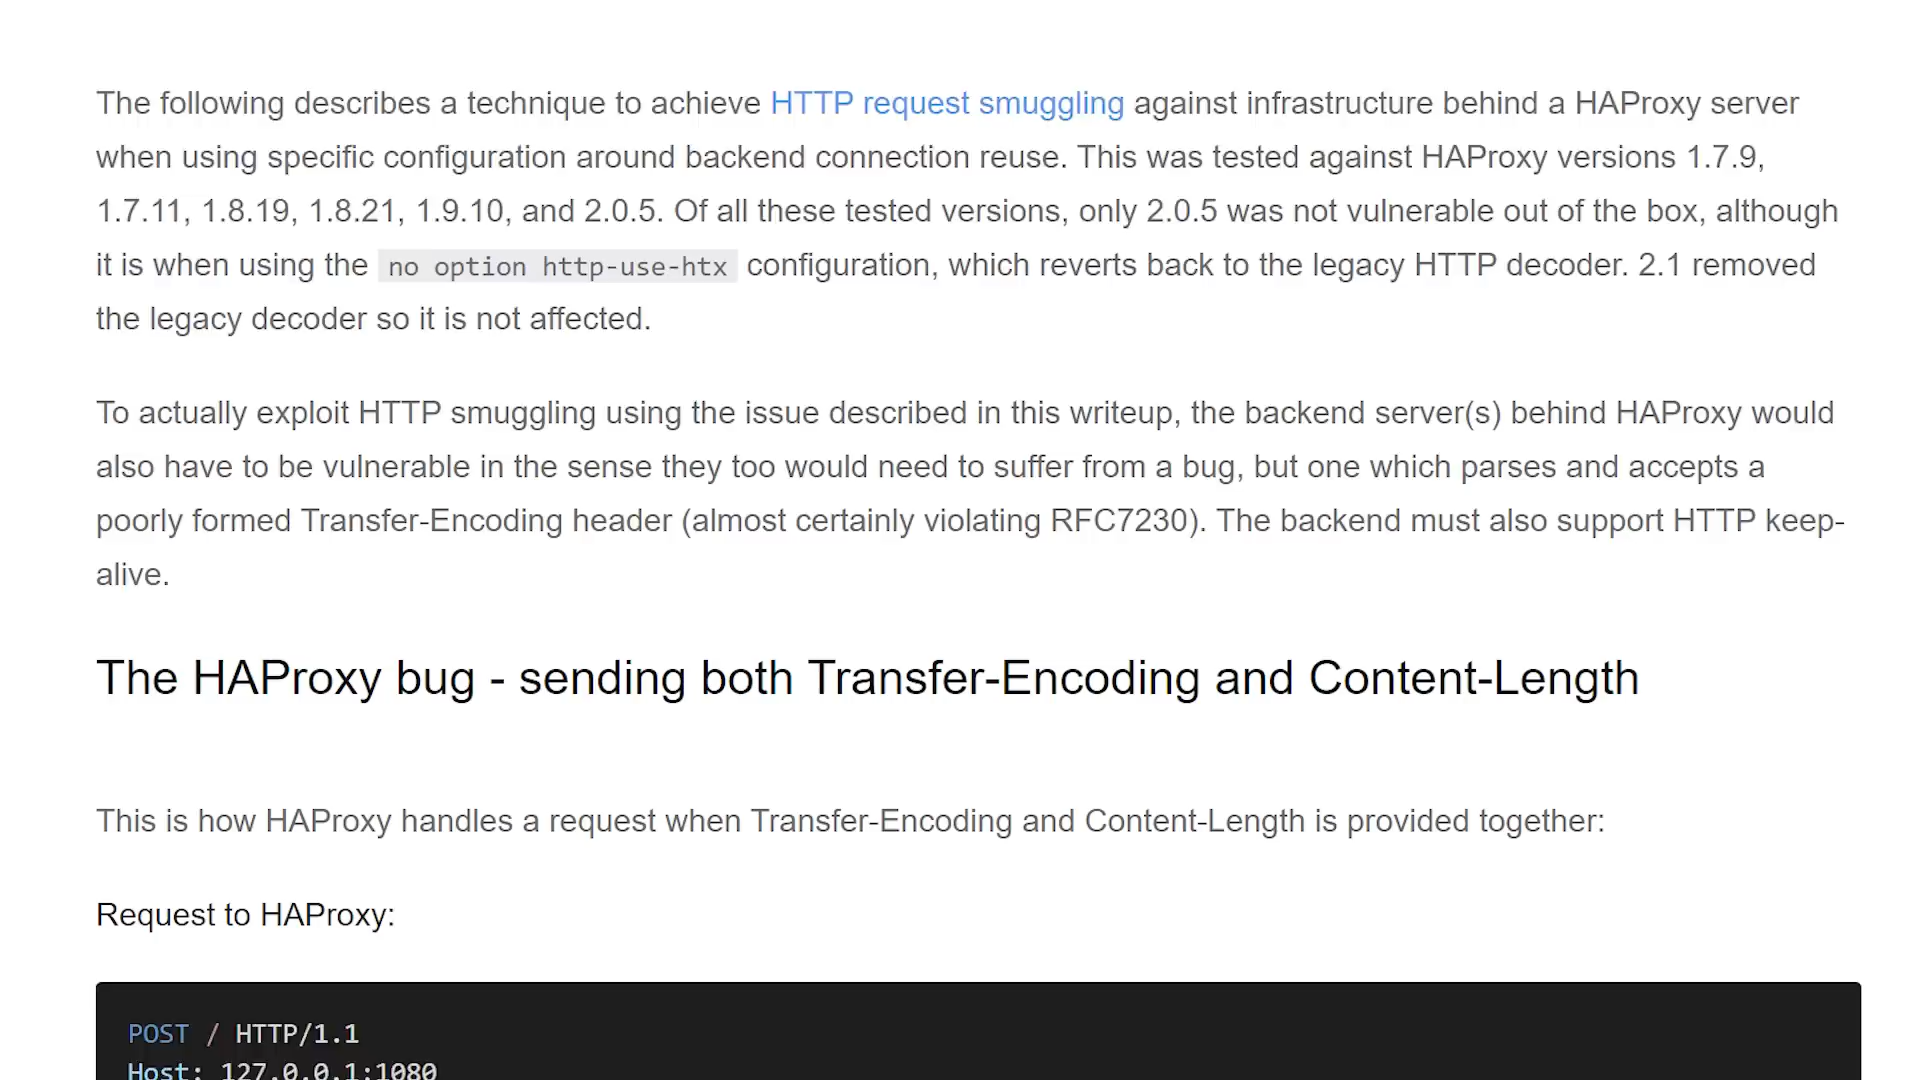 The following describes a technique to achieve HTTP request smuggling against infrastructure behind a HAProxy server
when using specific configuration around backend connection reuse. This was tested against HAProxy versions 1.7.9,
1.7.11, 1.8.19, 1.8.21, 1.9.10, and 2.0.5. Of all these tested versions, only 2.0.5 was not vulnerable out of the box, although
it is when using the no option http-use-htx configuration, which reverts back to the legacy HTTP decoder. 2.1 removed
the legacy decoder so it is not affected.
To actually exploit HTTP smuggling using the issue described in this writeup, the backend server(s) behind HAProxy would
also have to be vulnerable in the sense they too would need to suffer from a bug, but one which parses and accepts a
poorly formed Transfer-Encoding header (almost certainly violating RFC7230). The backend must also support HTTP keep-
alive.
The HAProxy bug - sending both Transfer-Encoding and Content-Length
This is how HAProxy handles a request when Transfer-Encoding and Content-Length is provided together:
Request to HAProxy:
POST / HTTP/1.1
Host: 127.0.0.1:1080